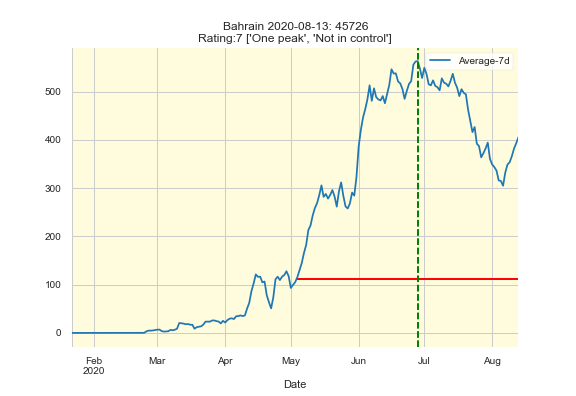 Bahrain 2020-08-13: 45726
Rating:7 ['One peak', 'Not in control']
Average-7d
500
400
300
200
100
0
Feb
2020
Mar
Apr
May
Jun
Jul
Aug
Date